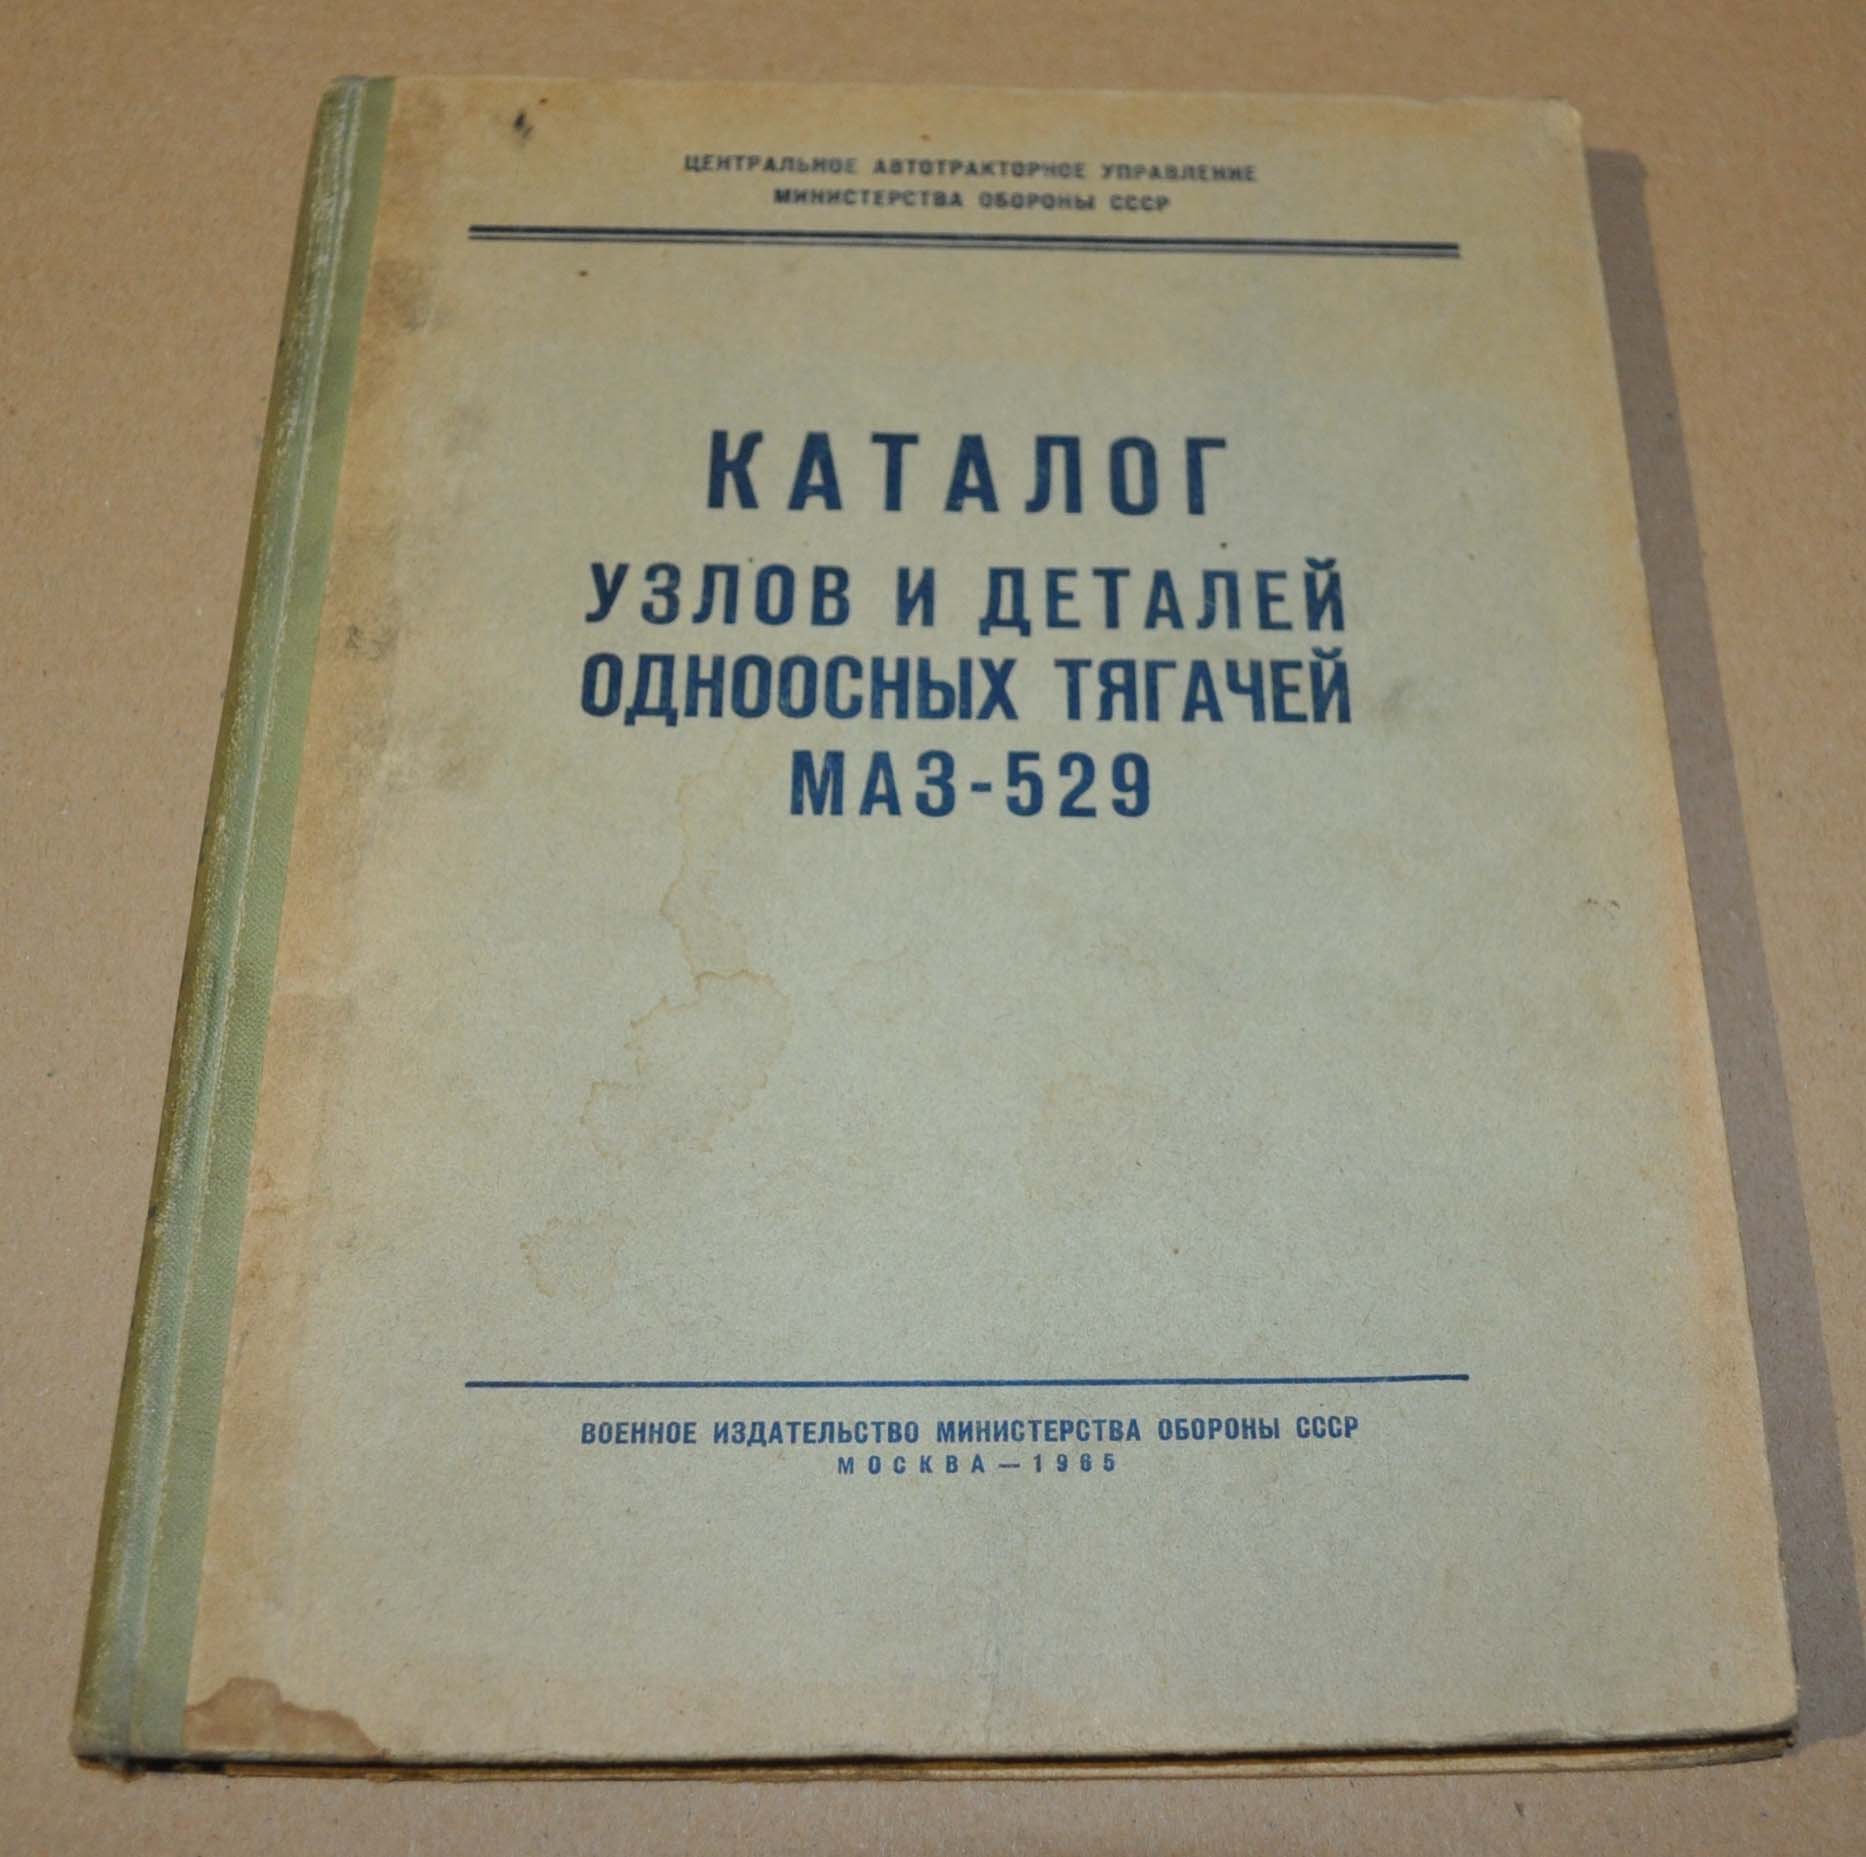 ЦЕНТРАЛЬНОЕ АВТОТРАКТОРНОЕ УПРАВЛЕНИЕ
МИНИСТЕРСТВА ОБОРОНЫ СССР
КАТАЛОГ
УЗЛОВ И ДЕТАЛЕЙ
ОДНООСНЫХ ТЯГАЧЕЙ
МАЗ-529
ВОЕННОЕ ИЗДАТЕЛЬСТВО МИНИСТЕРСТВА ОБОРОНЫ СССР
МОСКВА — 1965